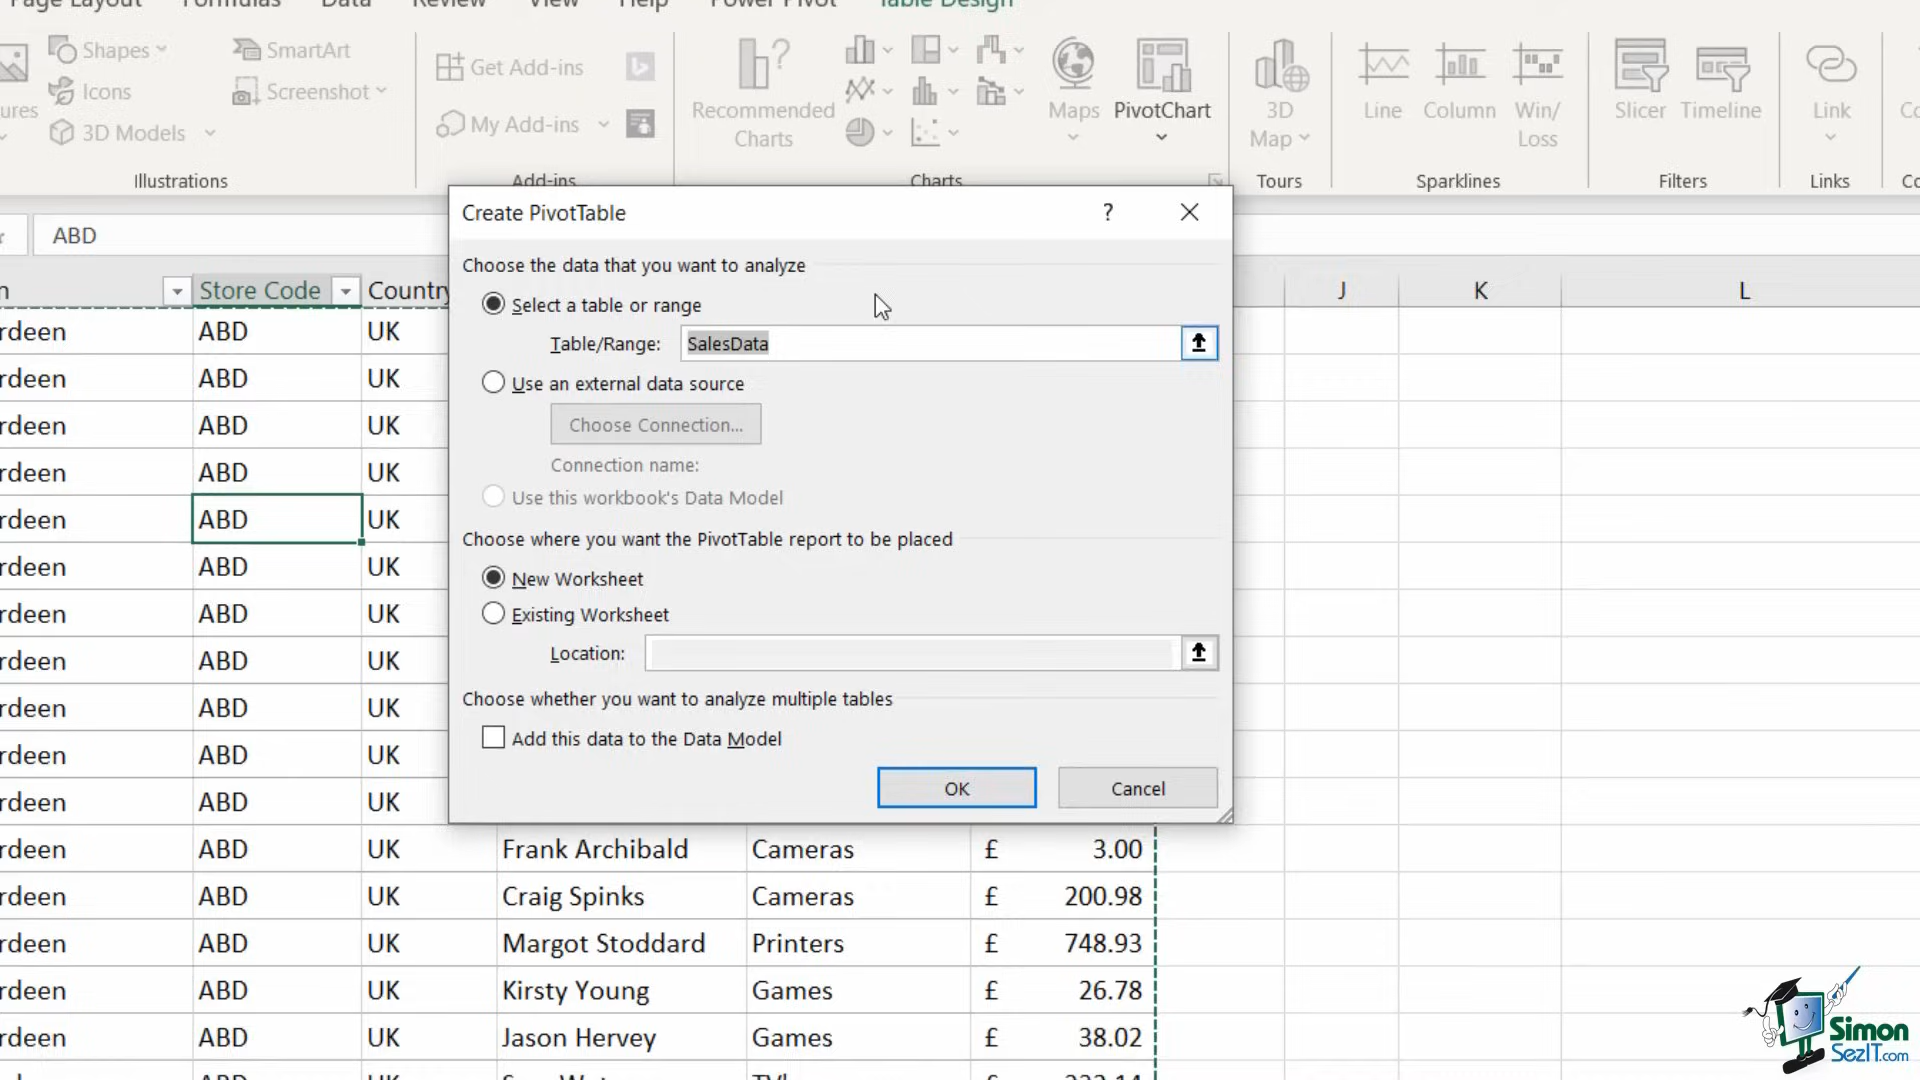 Page Layout Formulas Data Review View Help Power Pivot Table Design
Shapes SmartArt
Icons Screenshot
3D Models
Get Add-ins
My Add-ins
Recommended Charts
Maps
PivotChart
3D Map
Line
Column
Win/Loss
Slicer
Timeline
Link
Illustrations Add-ins Charts Tours Sparklines Filters Links
ABD
Store Code Country J K L
Create PivotTable ?
Choose the data that you want to analyze
Select a table or range
Table/Range: SalesData
Use an external data source
Choose Connection...
Connection name:
Use this workbook's Data Model
Choose where you want the PivotTable report to be placed
New Worksheet
Existing Worksheet
Location:
Choose whether you want to analyze multiple tables
Add this data to the Data Model
OK Cancel
rdeen ABD UK
rdeen ABD UK
rdeen ABD UK
rdeen ABD UK
rdeen ABD UK
rdeen ABD UK
rdeen ABD UK
rdeen ABD UK
rdeen ABD UK
rdeen ABD UK
rdeen ABD UK
rdeen ABD UK Frank Archibald Cameras £ 3.00
rdeen ABD UK Craig Spinks Cameras £ 200.98
rdeen ABD UK Margot Stoddard Printers £ 748.93
rdeen ABD UK Kirsty Young Games £ 26.78
rdeen ABD UK Jason Hervey Games £ 38.02
Simon
SezIT.com